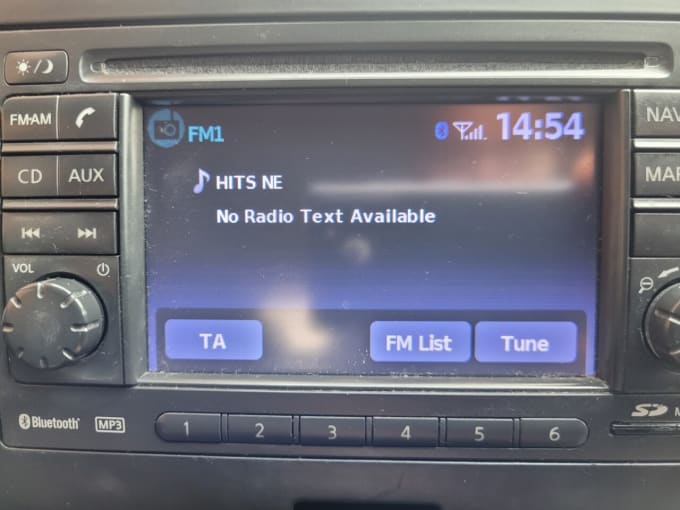 FM·AM
CD AUX
VOL
FM1
14:54
HITS NE
No Radio Text Available
TA FM List Tune
NAV
MAP
Bluetooth MP3
1 2 3 4 5 6
SD